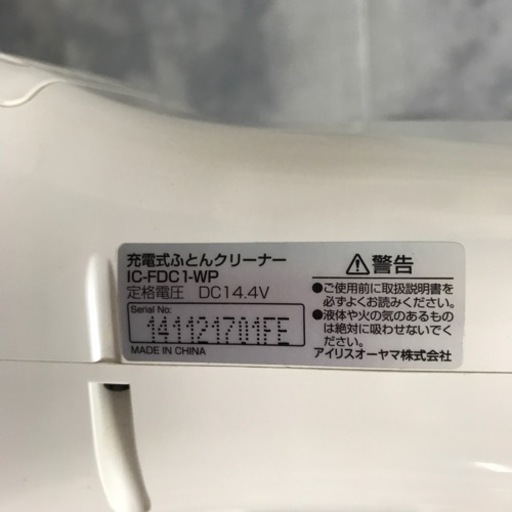 充電式ふとんクリーナー
IC-FDC1-WP
定格電圧 DC14.4V
Serial No:
141121701FE
MADE IN CHINA
⚠警告
●ご使用前に取扱説明書を
必ずよくお読みください。
●液体や火の気のあるもの
は絶対に吸わせないでく
ださい。
アイリスオーヤマ株式会社